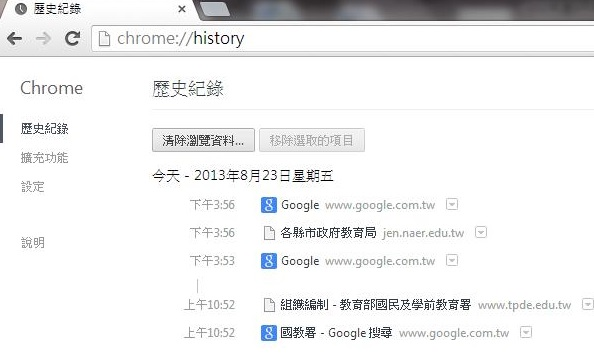 歷史紀錄
chrome://history
Chrome
歷史紀錄
歷史紀錄
擴充功能
設定
說明
清除瀏覽資料... 移除選取的項目
今天 - 2013年8月23日星期五
下午3:56 Google www.google.com.tw
下午3:56 各縣市政府教育局 jen.naer.edu.tw
下午3:53 Google www.google.com.tw
上午10:52 組織編制 - 教育部國民及學前教育署 www.tpde.edu.tw
上午10:52 國教署 - Google 搜尋 www.google.com.tw